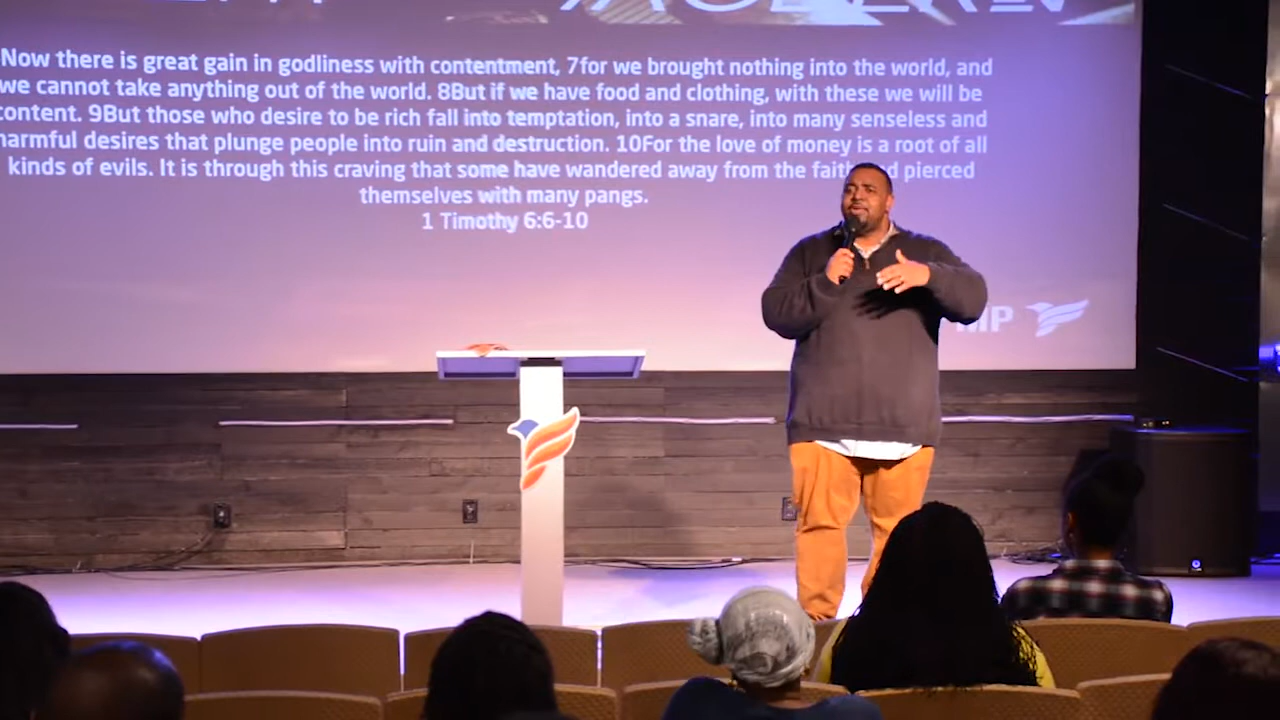 Now there is great gain in godliness with contentment, 7for we brought nothing into the world, and
we cannot take anything out of the world. 8But if we have food and clothing, with these we will be
content. 9But those who desire to be rich fall into temptation, into a snare, into many senseless and
harmful desires that plunge people into ruin and destruction. 10For the love of money is a root of all
kinds of evils. It is through this craving that some have wandered away from the pierced
themselves with many pangs.
1 Timothy 6:6-10